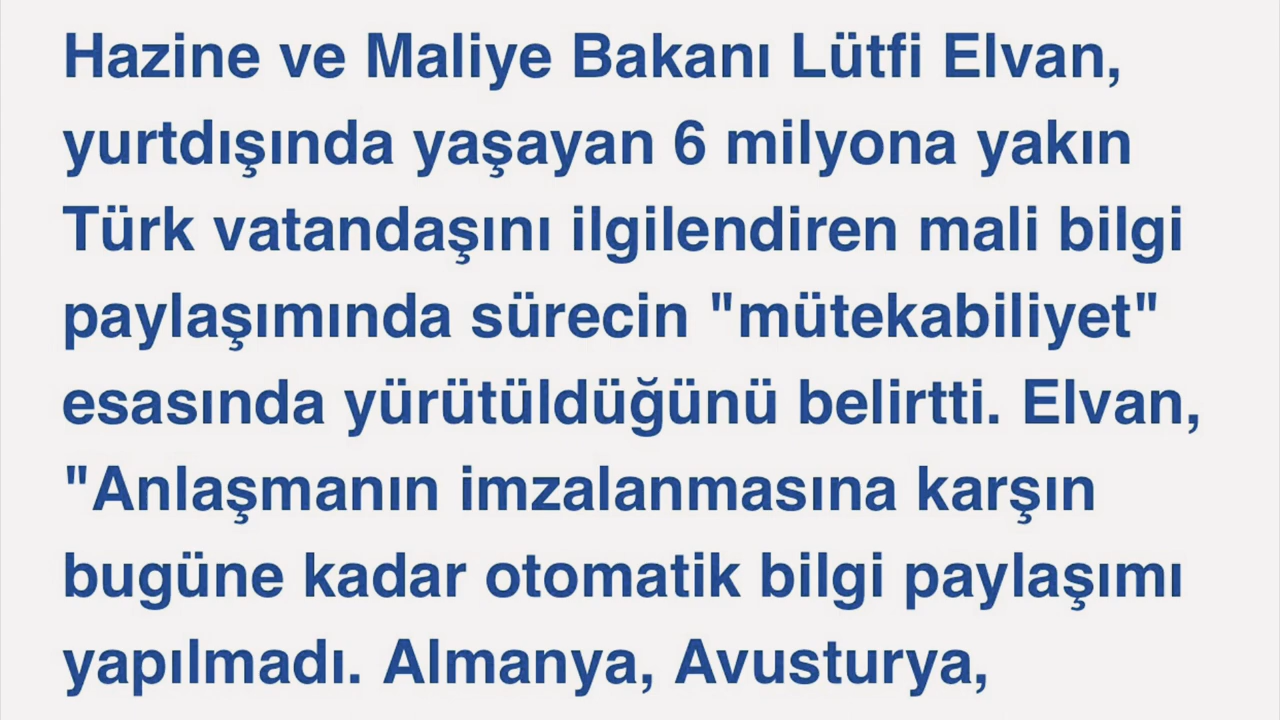 Hazine ve Maliye Bakanı Lütfi Elvan,
yurtdışında yaşayan 6 milyona yakın
Türk vatandaşını ilgilendiren mali bilgi
paylaşımında sürecin "mütekabiliyet"
esasında yürütüldüğünü belirtti. Elvan,
"Anlaşmanın imzalanmasına karşın
bugüne kadar otomatik bilgi paylaşımı
yapılmadı. Almanya, Avusturya,